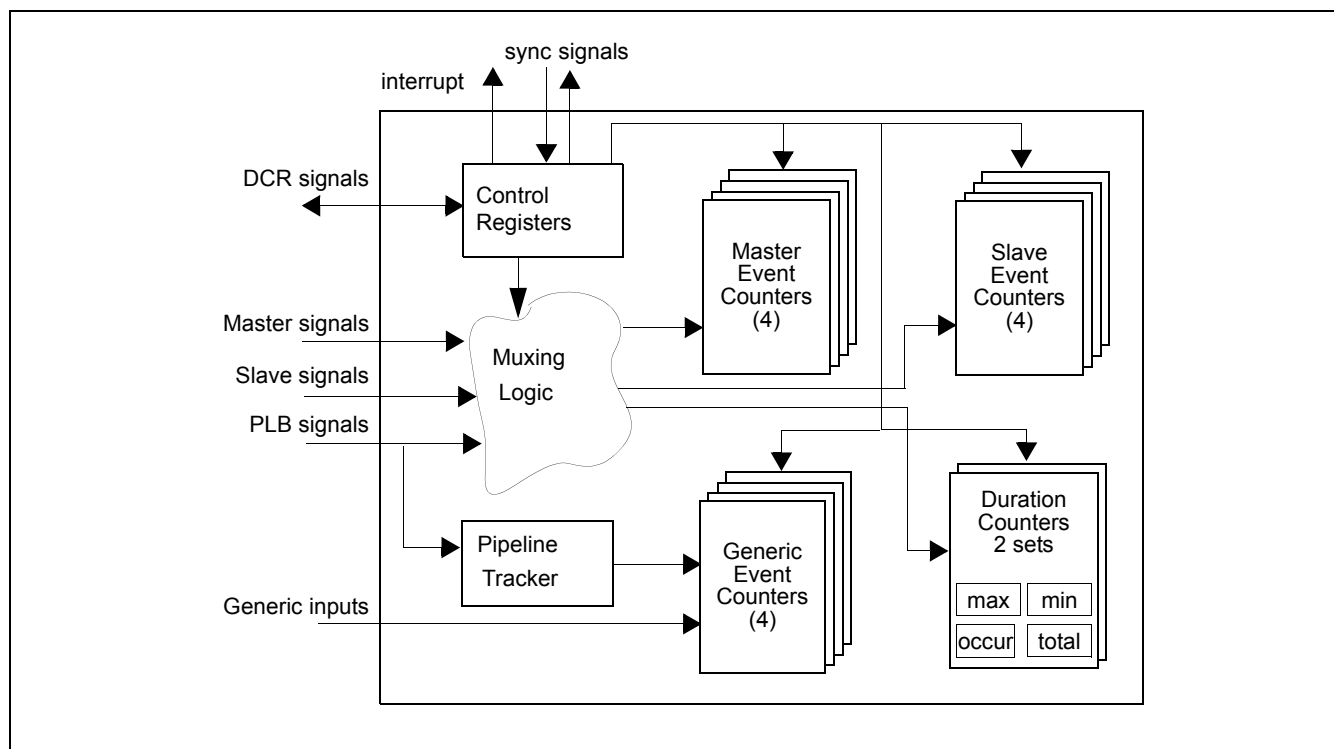 sync signals
interrupt
DCR signals
Control
Registers
Master
Event
Counters
(4)
Slave
Event
Counters
(4)
Master signals
Slave signals
PLB signals
Muxing
Logic
Pipeline
Tracker
Generic inputs
Generic
Event
Counters
(4)
Duration
Counters
2 sets
max
min
occur
total